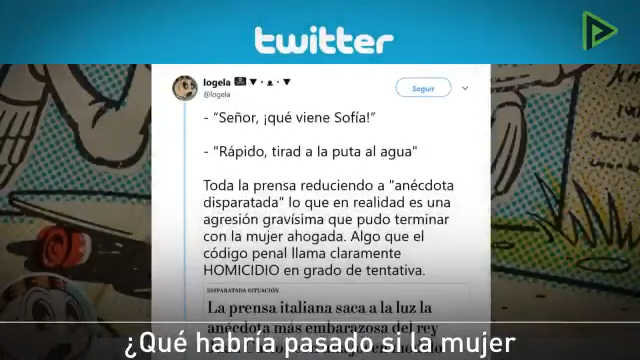 twitter
logela
Seguir
@logela
- "Señor, ¡qué viene Sofía!"
- "Rápido, tirad a la puta al agua"
Toda la prensa reduciendo a "anécdota
disparatada" lo que en realidad es una
agresión gravísima que pudo terminar
con la mujer ahogada. Algo que el
código penal llama claramente
HOMICIDIO en grado de tentativa.
DISPARATADA SITUACIÓN
La prensa italiana saca a la luz la
anécdota más embarazosa del rey
¿Qué habría pasado si la mujer